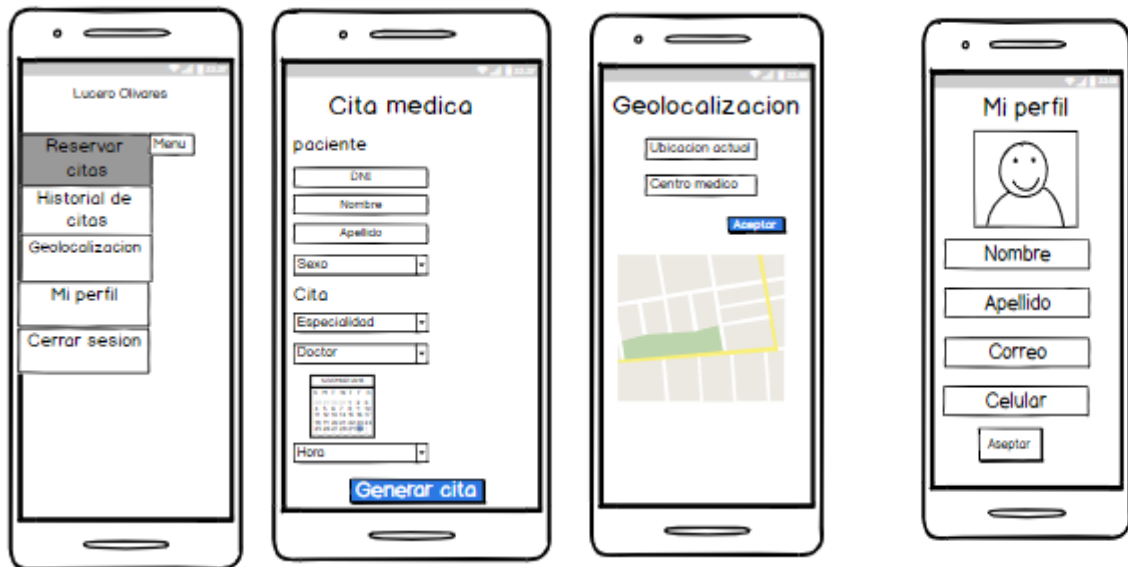 Lucero Olivares
Reservar
citas
Menu
Historial de
citas
Geolocalizacion
Mi perfil
Cerrar sesion
Cita medica
paciente
DNI
Nombre
Apellido
Sexo
Cita
Especialidad
Doctor
Hora
Generar cita
Geolocalizacion
Ubicacion actual
Centro medico
Aceptar
Mi perfil
Nombre
Apellido
Correo
Celular
Aseptar